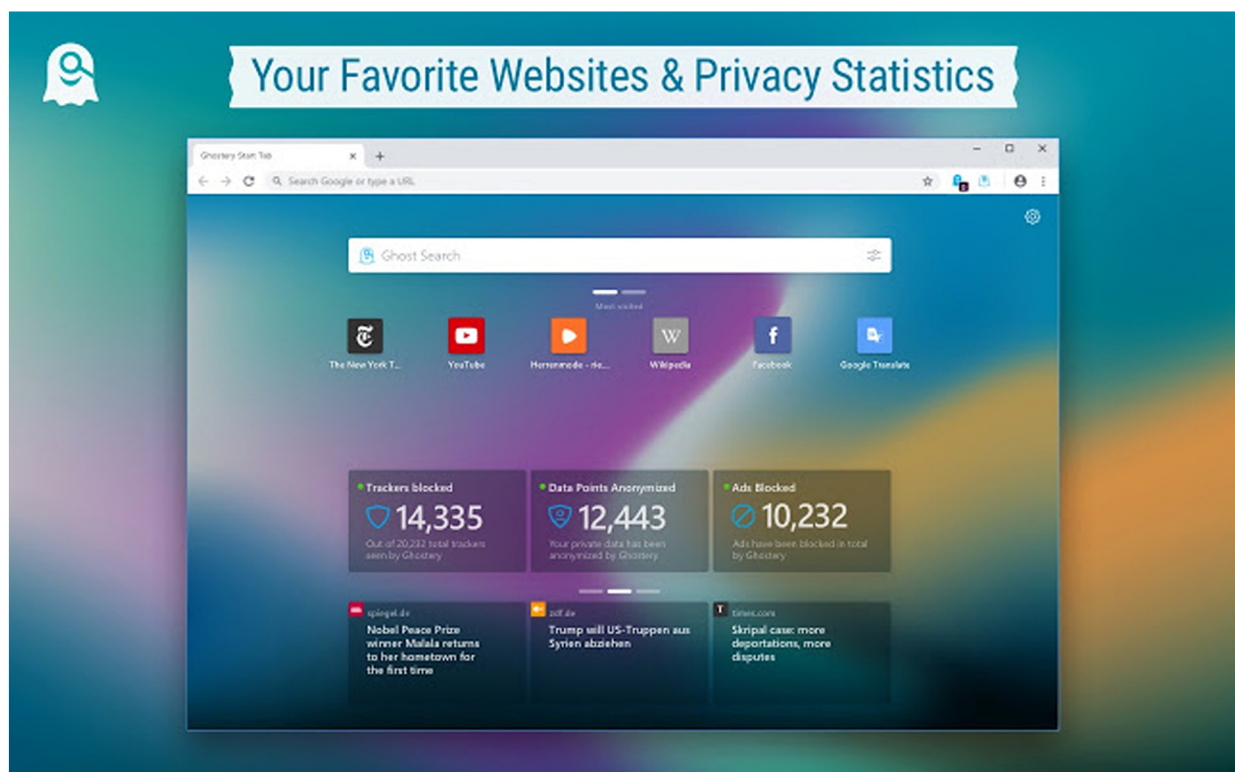 Your Favorite Websites & Privacy Statistics
Ghostery Start Tab
Search Google or type a URL
Ghost Search
Most visited
The New York T...
YouTube
Herrenmode - rie...
Wikipedia
Facebook
Google Translate
Trackers blocked
14,335
Out of 20,232 total trackers
seen by Ghostery
Data Points Anonymized
12,443
Your private data has been
anonymized by Ghostery
Ads Blocked
10,232
Ads have been blocked in total
by Ghostery
spiegel.de
Nobel Peace Prize
winner Malala returns
to her hometown for
the first time
zdf.de
Trump will US-Truppen aus
Syrien abziehen
T
times.com
Skripal case: more
deportations, more
disputes